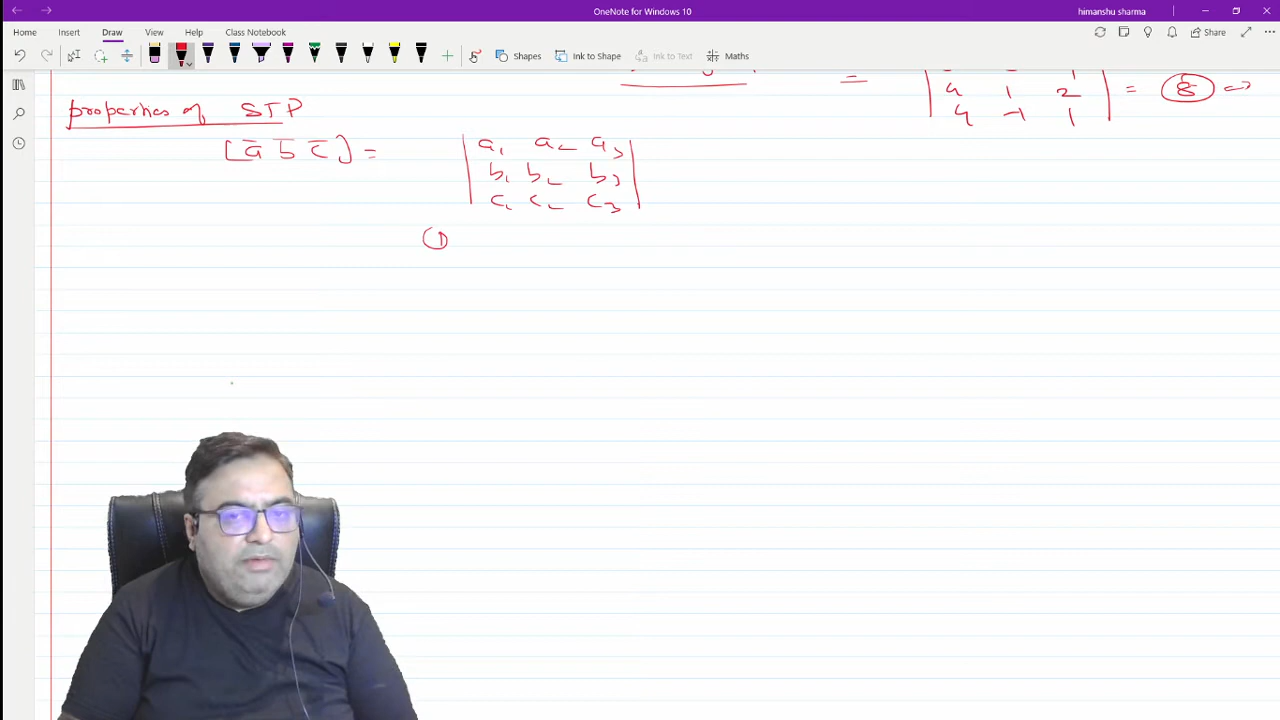 OneNote for Windows 10
himanshu sharma
Home Insert Draw View Help Class Notebook
Shapes Ink to Shape Ink to Text Maths
Share
=
4 1 2
4 -1 1
= 8
properties of STP
[a̅ b̅ c̅] =
a₁ a₂ a₃
b₁ b₂ b₃
c₁ c₂ c₃
①